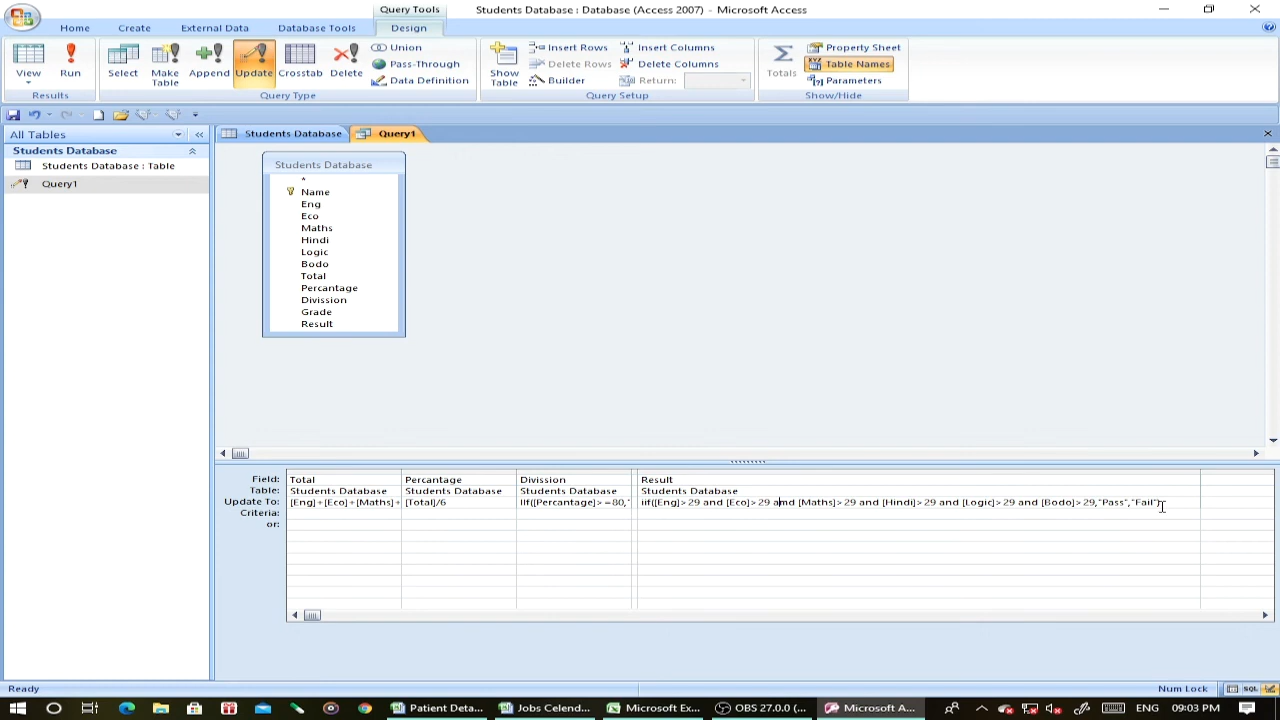 Query Tools
Students Database : Database (Access 2007) - Microsoft Access
Home Create External Data Database Tools Design
View
Run
Results
Select
Make Table
Append
Update
Crosstab
Delete
Union
Pass-Through
Data Definition
Query Type
Show Table
Insert Rows
Delete Rows
Builder
Insert Columns
Delete Columns
Return:
Query Setup
Totals
Property Sheet
Table Names
Parameters
Show/Hide
All Tables
Students Database
Students Database : Table
Query1
Students Database
Query1
Students Database
*
Name
Eng
Eco
Maths
Hindi
Logic
Bodo
Total
Percantage
Divission
Grade
Result
Field: Total Percantage Division Result
Table: Students Database Students Database Students Database Students Database
Update To: [Eng]+[Eco]+[Maths]+ [Total]/6 IIf([Percantage]>=80," iif([Eng]>29 and [Eco]>29 and [Maths]>29 and [Hindi]>29 and [Logic]>29 and [Bodo]>29,"Pass","Fail")
Criteria:
or:
Ready
Num Lock
SQL
Patient Deta...
Jobs Celend...
Microsoft Ex...
OBS 27.0.0 (...
Microsoft A...
ENG
09:03 PM